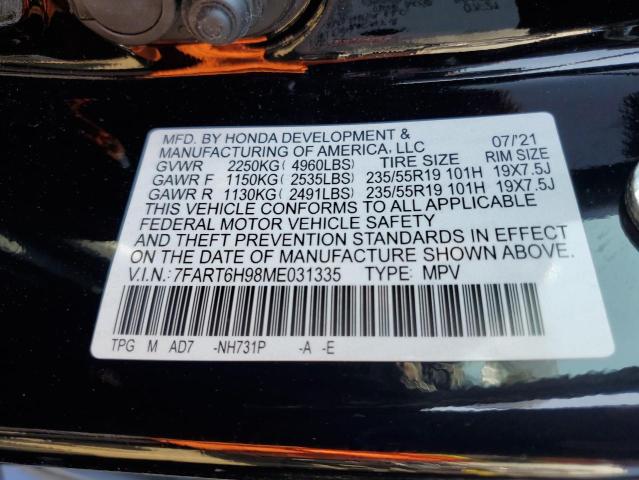 MFD. BY HONDA DEVELOPMENT & 07/'21
MANUFACTURING OF AMERICA, LLC
GVWR 2250KG( 4960LBS) TIRE SIZE RIM SIZE
GAWR F 1150KG( 2535LBS) 235/55R19 101H 19X7.5J
GAWR R 1130KG( 2491LBS) 235/55R19 101H 19X7.5J
THIS VEHICLE CONFORMS TO ALL APPLICABLE
FEDERAL MOTOR VEHICLE SAFETY
AND THEFT PREVENTION STANDARDS IN EFFECT
ON THE DATE OF MANUFACTURE SHOWN ABOVE.
V.I.N.:7FART6H98ME031335 TYPE: MPV
TPG M AD7 -NH731P -A -E